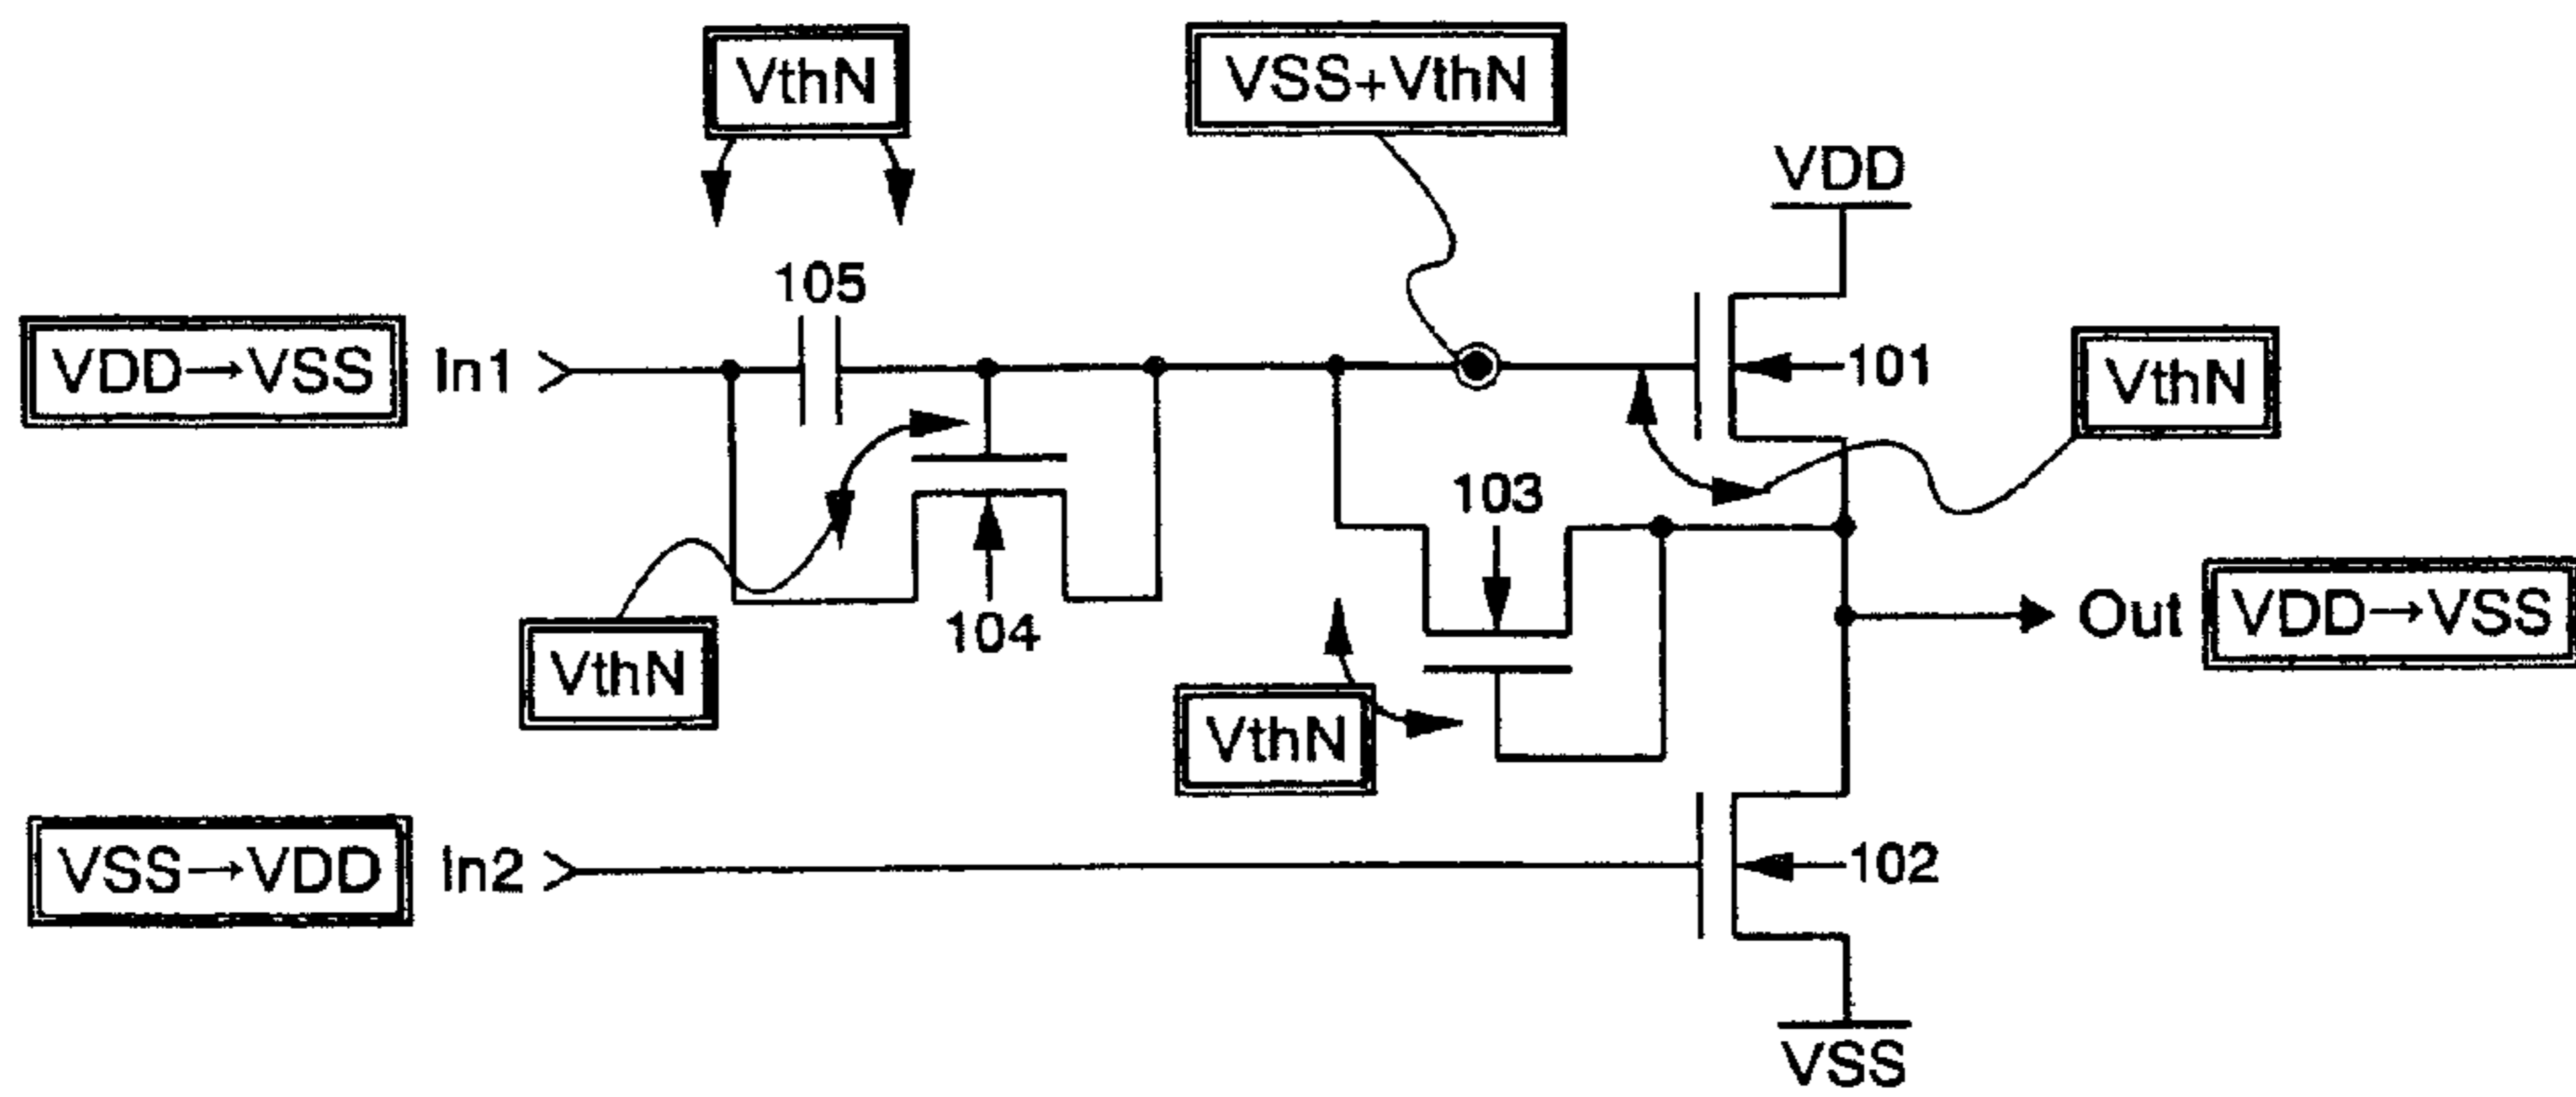 VthN
VSS+VthN
VDD
105
VDD→VSS
In1
101
VthN
103
104
VthN
VthN
Out
VDD→VSS
VSS→VDD
In2
102
VSS